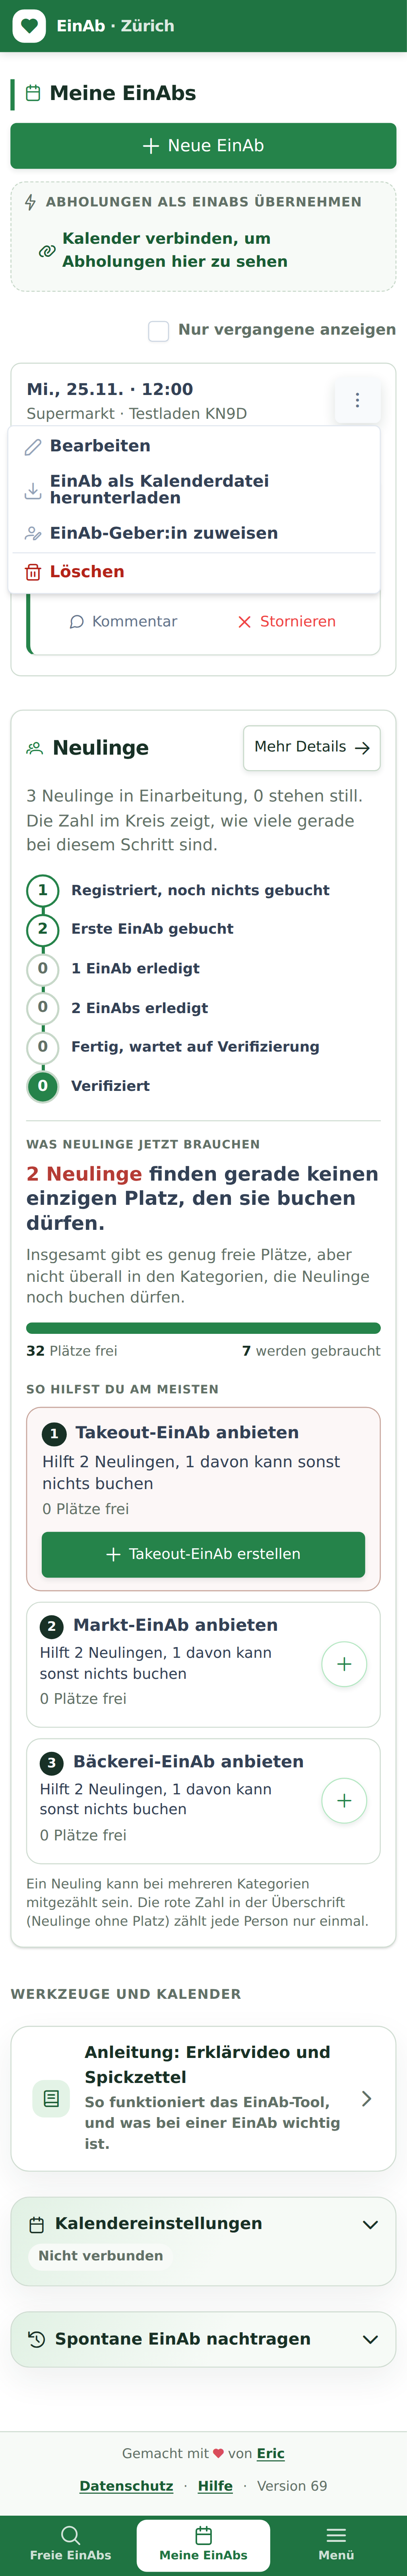 EinAb · Zürich
Meine EinAbs
Neue EinAb
ABHOLUNGEN ALS EINABS ÜBERNEHMEN
Kalender verbinden, um
Abholungen hier zu sehen
Nur vergangene anzeigen
Mi., 25.11. · 12:00
Supermarkt · Testladen KN9D
Bearbeiten
EinAb als Kalenderdatei
herunterladen
EinAb-Geber:in zuweisen
Löschen
Kommentar Stornieren
Neulinge Mehr Details
3 Neulinge in Einarbeitung, 0 stehen still.
Die Zahl im Kreis zeigt, wie viele gerade
bei diesem Schritt sind.
1 Registriert, noch nichts gebucht
2 Erste EinAb gebucht
0 1 EinAb erledigt
0 2 EinAbs erledigt
0 Fertig, wartet auf Verifizierung
0 Verifiziert
WAS NEULINGE JETZT BRAUCHEN
2 Neulinge finden gerade keinen
einzigen Platz, den sie buchen
dürfen.
Insgesamt gibt es genug freie Plätze, aber
nicht überall in den Kategorien, die Neulinge
noch buchen dürfen.
32 Plätze frei 7 werden gebraucht
SO HILFST DU AM MEISTEN
1 Takeout-EinAb anbieten
Hilft 2 Neulingen, 1 davon kann sonst
nichts buchen
0 Plätze frei
Takeout-EinAb erstellen
2 Markt-EinAb anbieten
Hilft 2 Neulingen, 1 davon kann
sonst nichts buchen
0 Plätze frei
3 Bäckerei-EinAb anbieten
Hilft 2 Neulingen, 1 davon kann
sonst nichts buchen
0 Plätze frei
Ein Neuling kann bei mehreren Kategorien
mitgezählt sein. Die rote Zahl in der Überschrift
(Neulinge ohne Platz) zählt jede Person nur einmal.
WERKZEUGE UND KALENDER
Anleitung: Erklärvideo und
Spickzettel
So funktioniert das EinAb-Tool,
und was bei einer EinAb wichtig
ist.
Kalendereinstellungen
Nicht verbunden
Spontane EinAb nachtragen
Gemacht mit ♥ von Eric
Datenschutz · Hilfe · Version 69
Freie EinAbs Meine EinAbs Menü